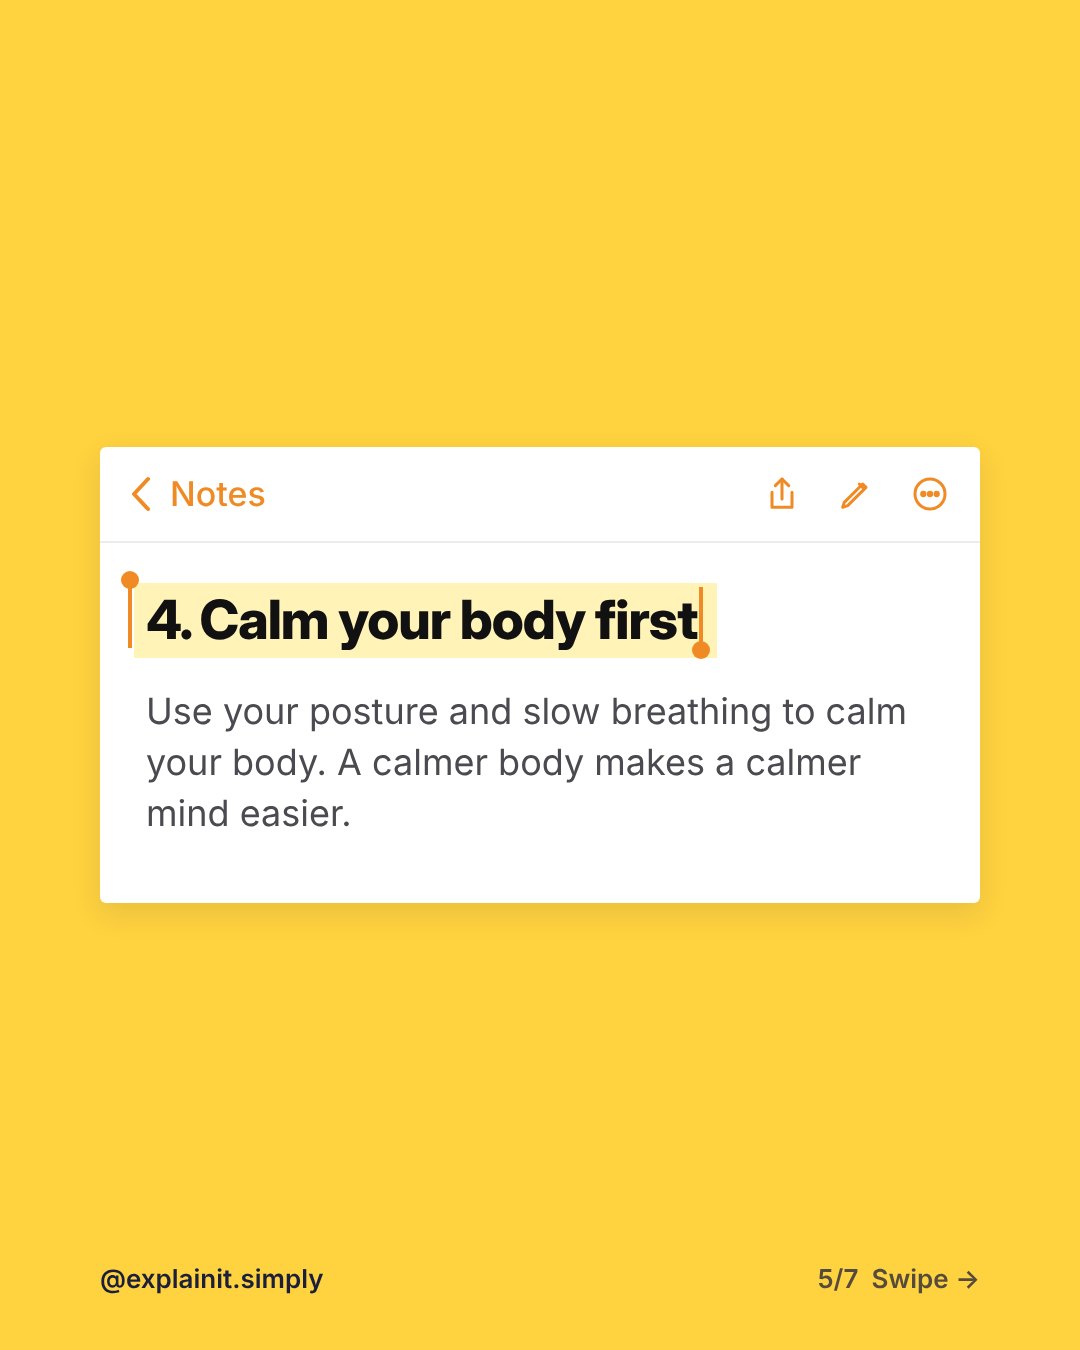 Notes
4. Calm your body first
Use your posture and slow breathing to calm
your body. A calmer body makes a calmer
mind easier.
@explainit.simply
5/7 Swipe →